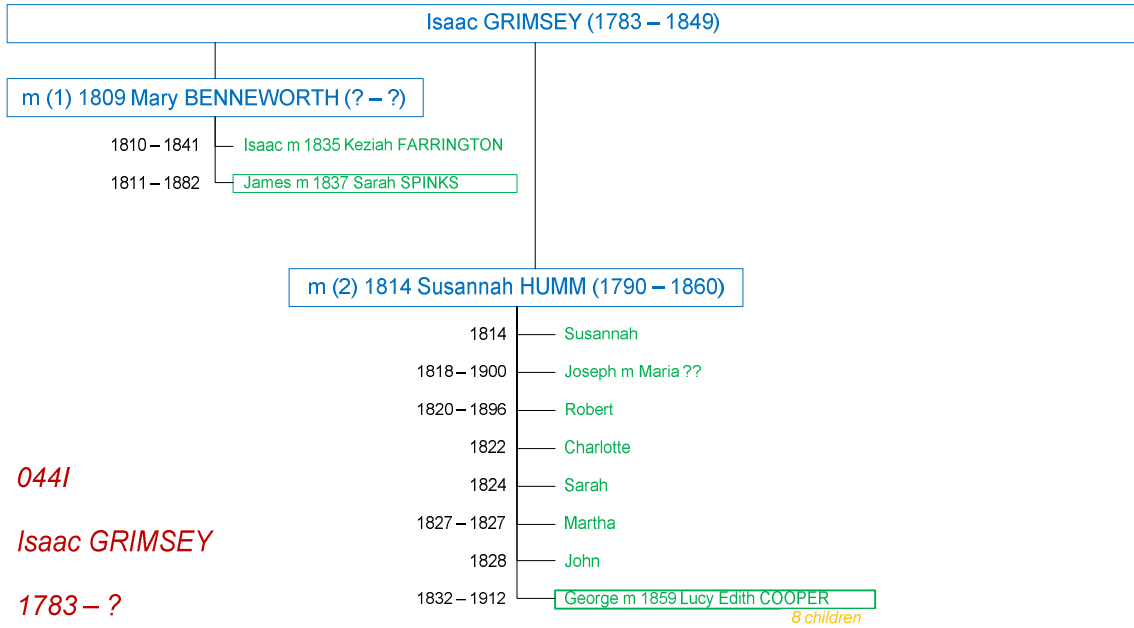 Isaac GRIMSEY (1783 – 1849)
m (1) 1809 Mary BENNEWORTH (? – ?)
1810 – 1841 Isaac m 1835 Keziah FARRINGTON
1811 – 1882 James m 1837 Sarah SPINKS
m (2) 1814 Susannah HUMM (1790 – 1860)
1814 Susannah
1818 – 1900 Joseph m Maria ??
1820 – 1896 Robert
1822 Charlotte
1824 Sarah
1827 – 1827 Martha
1828 John
1832 – 1912 George m 1859 Lucy Edith COOPER
8 children
044I
Isaac GRIMSEY
1783 – ?